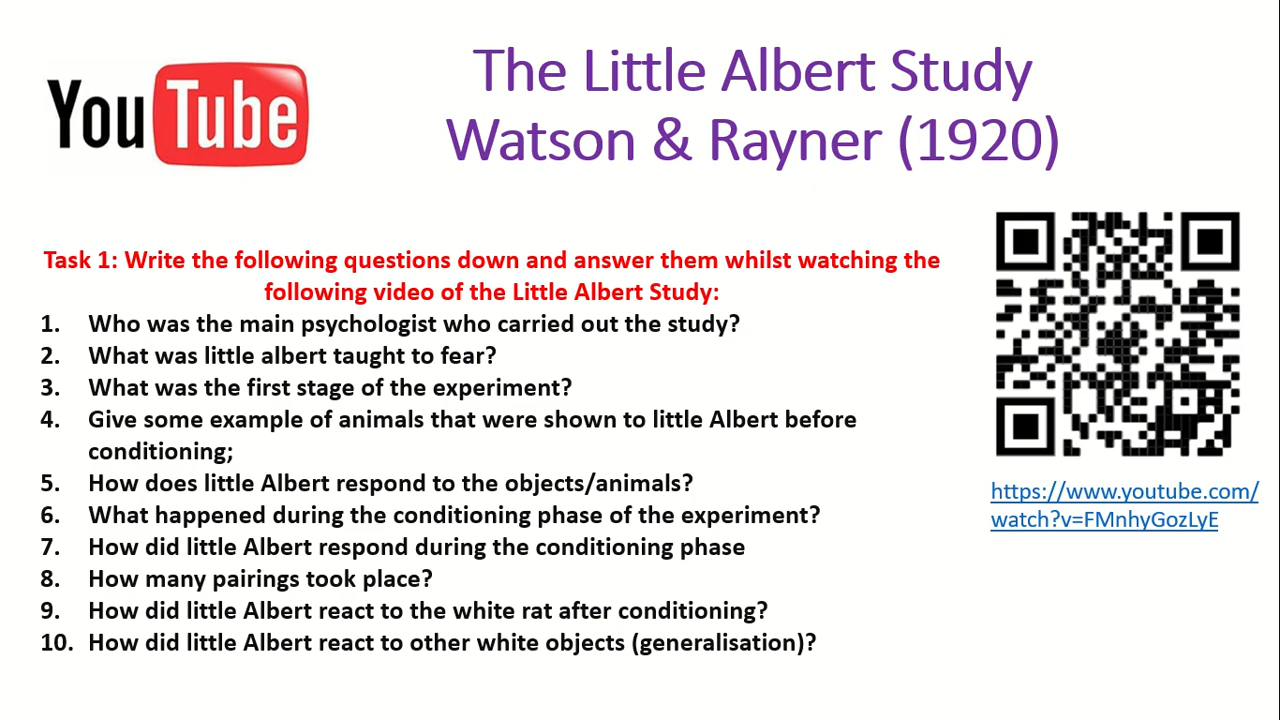 YouTube
The Little Albert Study
Watson & Rayner (1920)
Task 1: Write the following questions down and answer them whilst watching the
following video of the Little Albert Study:
1. Who was the main psychologist who carried out the study?
2. What was little albert taught to fear?
3. What was the first stage of the experiment?
4. Give some example of animals that were shown to little Albert before
conditioning;
5. How does little Albert respond to the objects/animals?
6. What happened during the conditioning phase of the experiment?
7. How did little Albert respond during the conditioning phase
8. How many pairings took place?
9. How did little Albert react to the white rat after conditioning?
10. How did little Albert react to other white objects (generalisation)?
https://www.youtube.com/
watch?v=FMnhyGozLyE